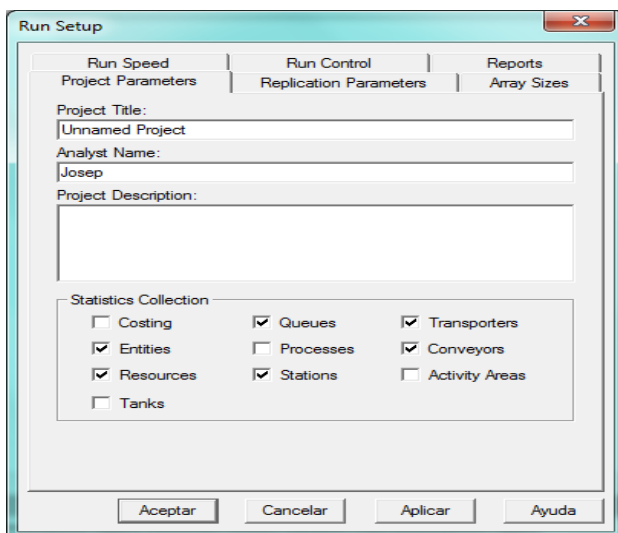 Run Setup
Run Speed Run Control Reports
Project Parameters Replication Parameters Array Sizes
Project Title:
Unnamed Project
Analyst Name:
Josep
Project Description:
Statistics Collection
Costing Queues Transporters
Entities Processes Conveyors
Resources Stations Activity Areas
Tanks
Aceptar Cancelar Aplicar Ayuda